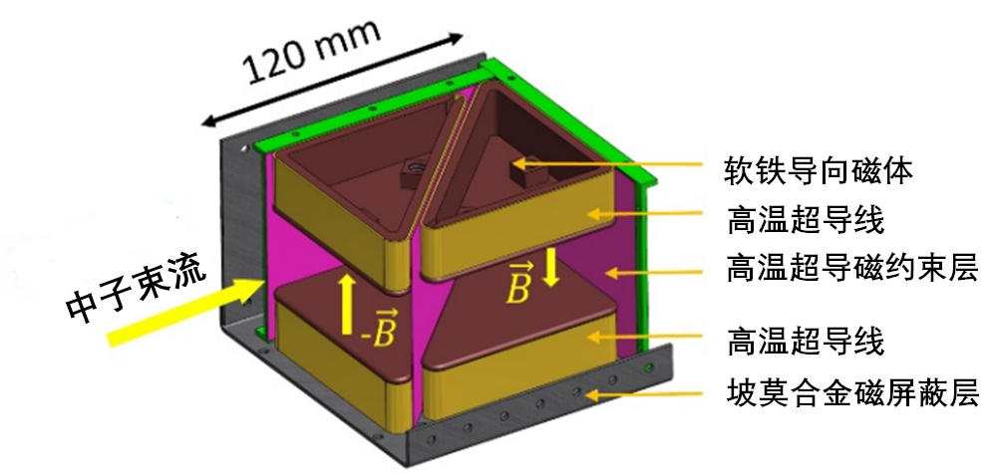 120 mm
软铁导向磁体
高温超导线
高温超导磁约束层
中子束流
B
-B
高温超导线
坡莫合金磁屏蔽层